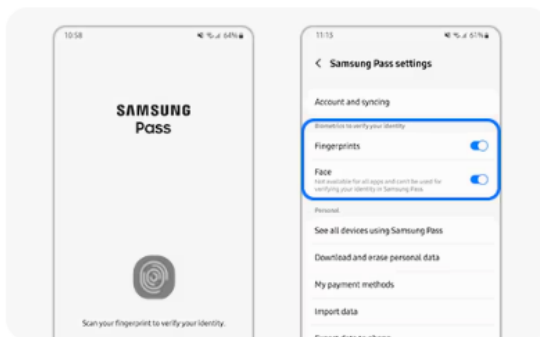 10:58
64%
SAMSUNG
Pass
Scan your fingerprint to verify your identity.
11:15
61%
Samsung Pass settings
Account and syncing
Biometrics to verify your identity
Fingerprints
Face
Not available for all apps and can't be used for
verifying your identity in Samsung Pass.
Personal
See all devices using Samsung Pass
Download and erase personal data
My payment methods
Import data